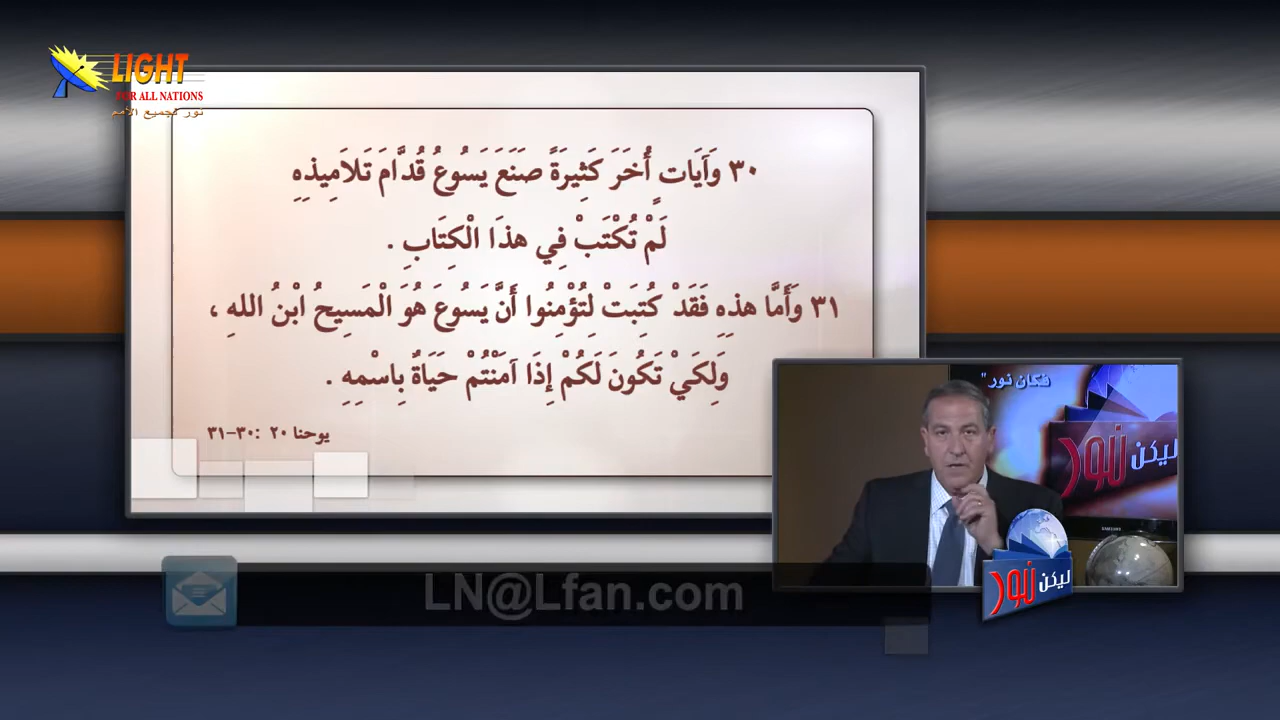 LIGHT
FOR ALL NATIONS
نور لجميع الأمم
٣٠ وَآيَاتٍ أُخَرَ كَثِيرَةً صَنَعَ يَسُوعُ قُدَّامَ تَلاَمِيذِهِ
لَمْ تُكْتَبْ فِي هذَا الْكِتَابِ .
٣١ وَأَمَّا هذِهِ فَقَدْ كُتِبَتْ لِتُؤْمِنُوا أَنَّ يَسُوعَ هُوَ الْمَسِيحُ ابْنُ اللهِ ،
وَلِكَيْ تَكُونَ لَكُمْ إِذَا آمَنْتُمْ حَيَاةٌ بِاسْمِهِ .
يوحنا ٢٠ :٣٠-٣١
فكان نور"
ليكن نور
SAMSUNG
ليكن نور
LN@Lfan.com